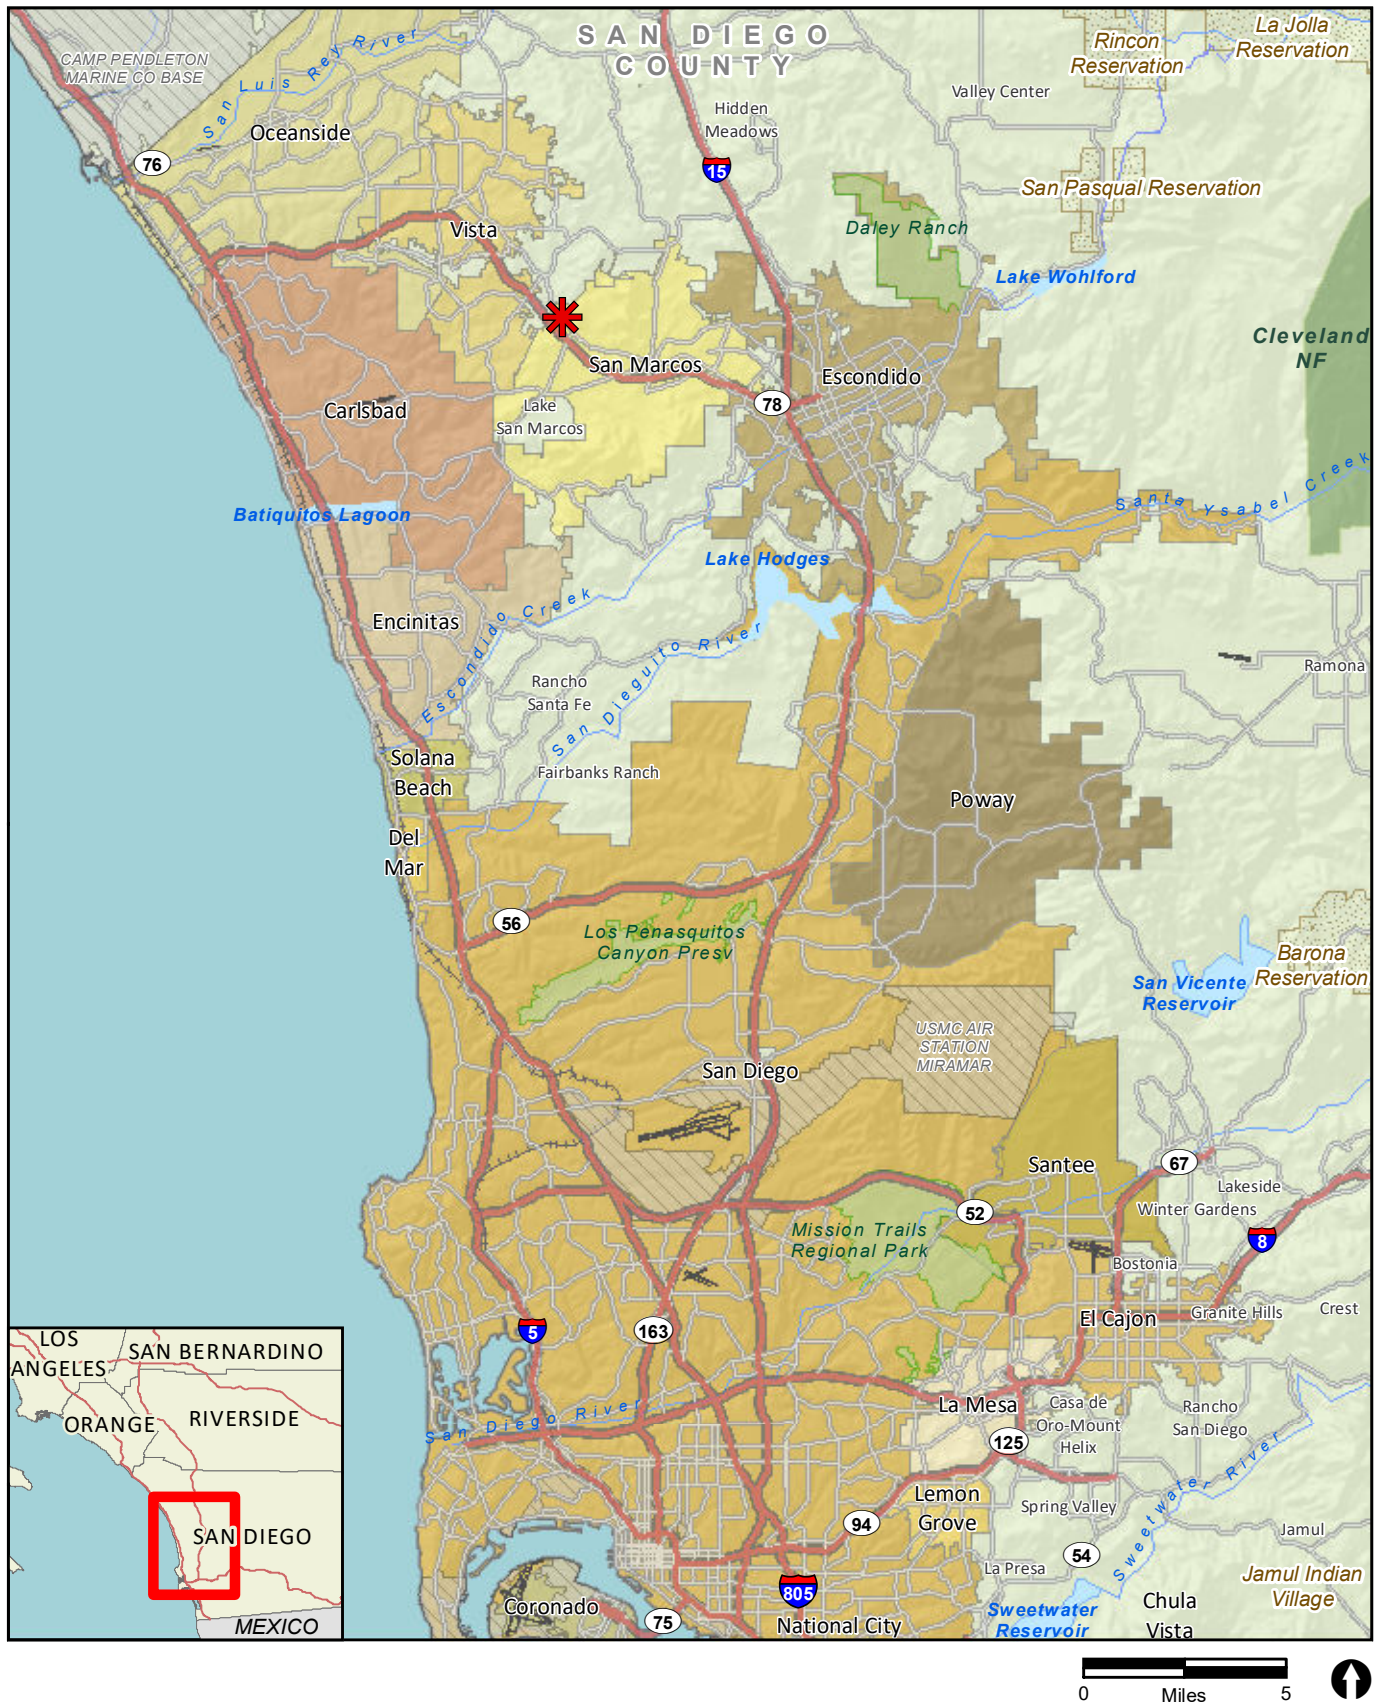 SAN DIEGO
COUNTY
CAMP PENDLETON
MARINE CO BASE
San Luis Rey River
La Jolla
Reservation
Rincon
Reservation
Valley Center
Hidden
Meadows
Oceanside
76
15
San Pasqual Reservation
Vista
Daley Ranch
Lake Wohlford
Cleveland
NF
San Marcos
Escondido
78
Carlsbad
Lake
San Marcos
Batiquitos Lagoon
Santa Ysabel Creek
Lake Hodges
Escondido Creek
Encinitas
San Dieguito River
Ramona
Rancho
Santa Fe
Solana
Beach
Fairbanks Ranch
Poway
Del
Mar
56
Los Penasquitos
Canyon Presv
Barona
Reservation
San Vicente
Reservoir
USMC AIR
STATION
MIRAMAR
San Diego
Santee
67
Lakeside
Winter Gardens
52
Mission Trails
Regional Park
8
Bostonia
El Cajon
Granite Hills
Crest
5
163
La Mesa
Casa de
Oro-Mount
Helix
Rancho
San Diego
San Diego River
125
Lemon
Grove
Spring Valley
94
Sweetwater River
Jamul
54
La Presa
Jamul Indian
Village
805
Coronado
75
National City
Sweetwater
Reservoir
Chula
Vista
LOS
ANGELES
SAN BERNARDINO
ORANGE
RIVERSIDE
SAN DIEGO
MEXICO
0 Miles 5